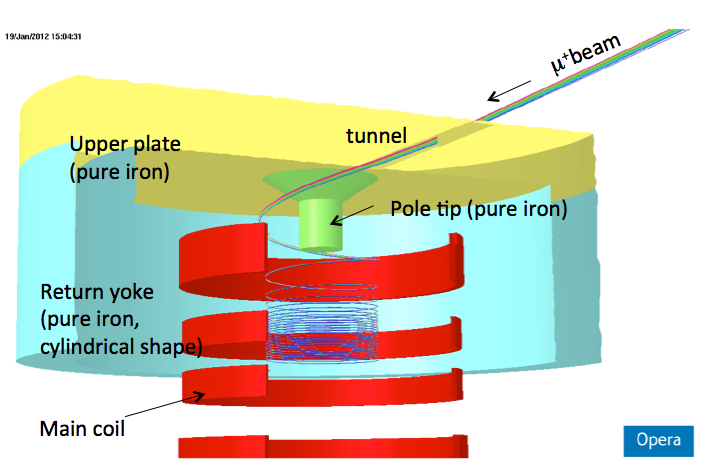 19/Jan/2012 15:04:31
μ+beam
Upper plate
(pure iron)
tunnel
Pole tip (pure iron)
Return yoke
(pure iron,
cylindrical shape)
Main coil
Opera